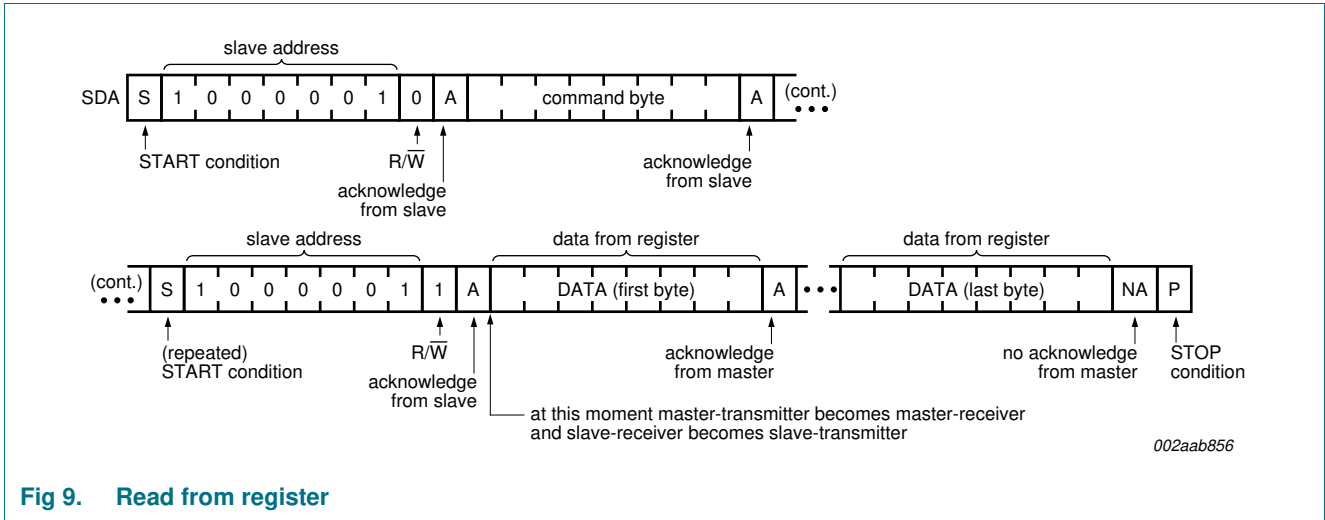 slave address
SDA S 1 0 0 0 0 0 1 0 A command byte A (cont.)
START condition R/W̅ acknowledge from slave acknowledge from slave
slave address data from register data from register
(cont.) S 1 0 0 0 0 0 1 1 A DATA (first byte) A DATA (last byte) NA P
(repeated) START condition R/W̅ acknowledge from slave acknowledge from master no acknowledge from master STOP condition
at this moment master-transmitter becomes master-receiver
and slave-receiver becomes slave-transmitter
002aab856
Fig 9. Read from register